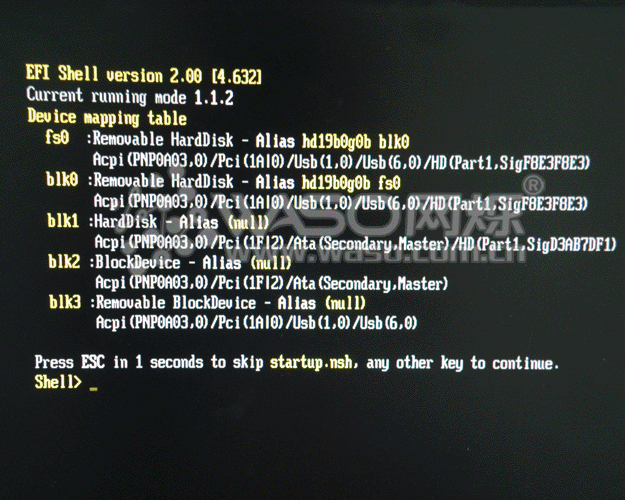 EFI Shell version 2.00 [4.632]
Current running mode 1.1.2
Device mapping table
fs0 :Removable HardDisk - Alias hd19b0g0b blk0
Acpi(PNP0A03,0)/Pci(1A|0)/Usb(1,0)/Usb(6,0)/HD(Part1,SigF8E3F8E3)
blk0 :Removable HardDisk - Alias hd19b0g0b fs0
Acpi(PNP0A03,0)/Pci(1A|0)/Usb(1,0)/Usb(6,0)/HD(Part1,SigF8E3F8E3)
blk1 :HardDisk - Alias (null)
Acpi(PNP0A03,0)/Pci(1F|2)/Ata(Secondary,Master)/HD(Part1,SigD3AB7DF1)
blk2 :BlockDevice - Alias (null)
Acpi(PNP0A03,0)/Pci(1F|2)/Ata(Secondary,Master)
blk3 :Removable BlockDevice - Alias (null)
Acpi(PNP0A03,0)/Pci(1A|0)/Usb(1,0)/Usb(6,0)
Press ESC in 1 seconds to skip startup.nsh, any other key to continue.
Shell> _
WASU网烁®
www.wasu.com.cn